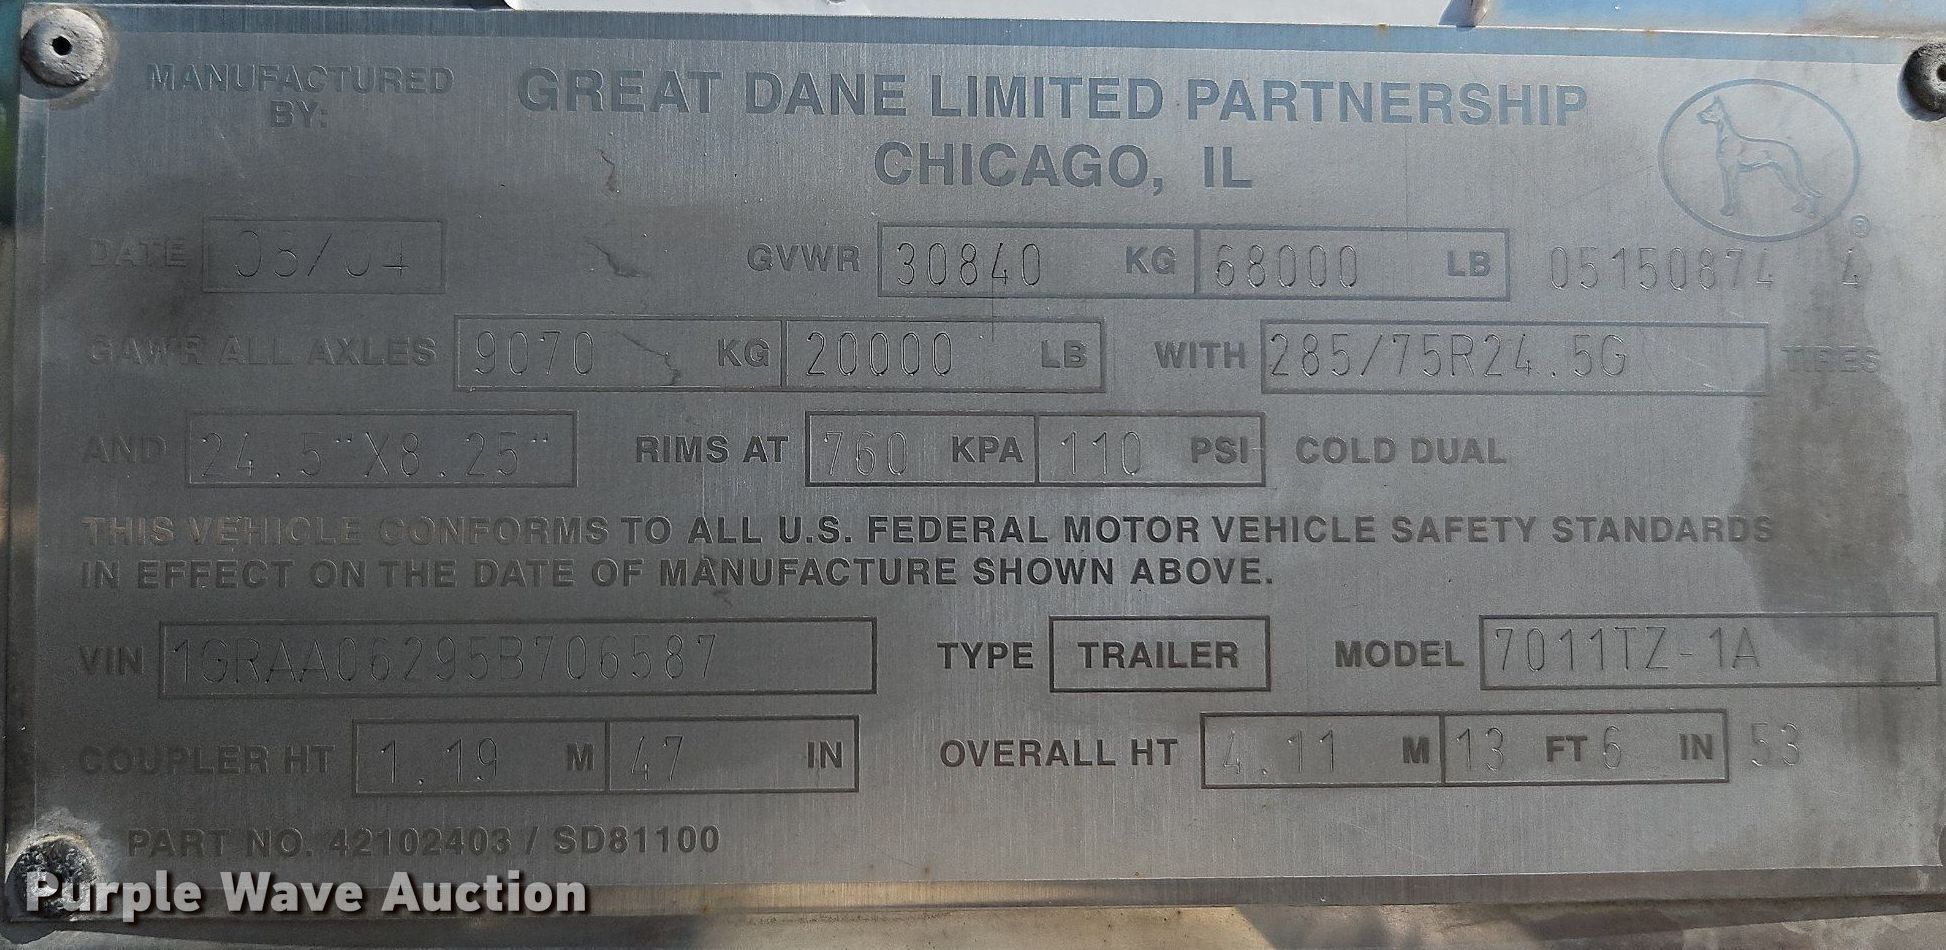 MANUFACTURED BY: GREAT DANE LIMITED PARTNERSHIP
CHICAGO, IL
DATE 08/04 GVWR 30840 KG 68000 LB 05150874 4
GAWR ALL AXLES 9070 KG 20000 LB WITH 285/75R24.5G TIRES
AND 24.5"X8.25" RIMS AT 760 KPA 110 PSI COLD DUAL
THIS VEHICLE CONFORMS TO ALL U.S. FEDERAL MOTOR VEHICLE SAFETY STANDARDS
IN EFFECT ON THE DATE OF MANUFACTURE SHOWN ABOVE.
VIN 1GRAA06295B706587 TYPE TRAILER MODEL 7011TZ-1A
COUPLER HT 1.19 M 47 IN OVERALL HT 4.11 M 13 FT 6 IN 53
PART NO. 42102403 / SD81100
Purple Wave Auction